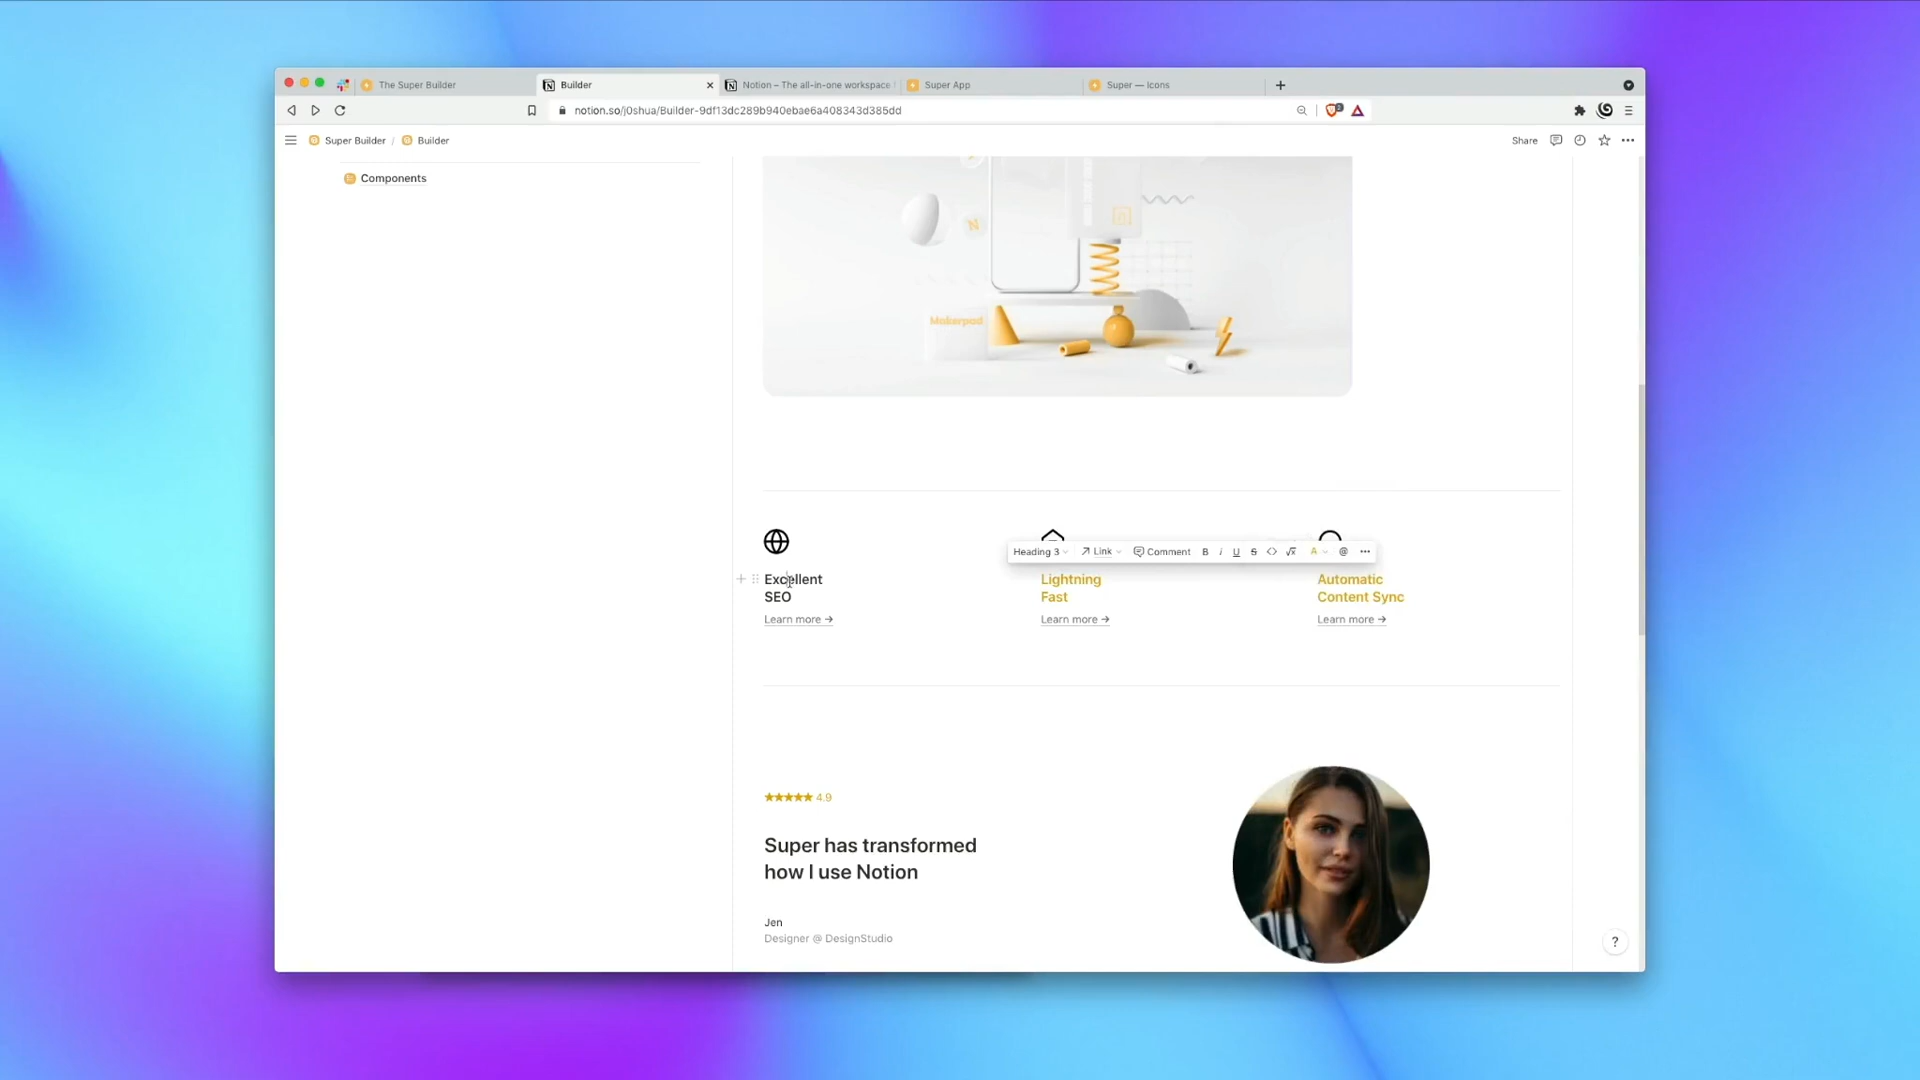 The Super Builder
Builder
Notion – The all-in-one workspace
Super App
Super — Icons
notion.so/j0shua/Builder-9df13dc289b940ebae6a408343d385dd
Super Builder / Builder
Share
Components
N
Makerpad
Heading 3
Link
Comment
B i U S <> √x A @ •••
Excellent
SEO
Learn more →
Lightning
Fast
Learn more →
Automatic
Content Sync
Learn more →
★★★★★ 4.9
Super has transformed
how I use Notion
Jen
Designer @ DesignStudio
?